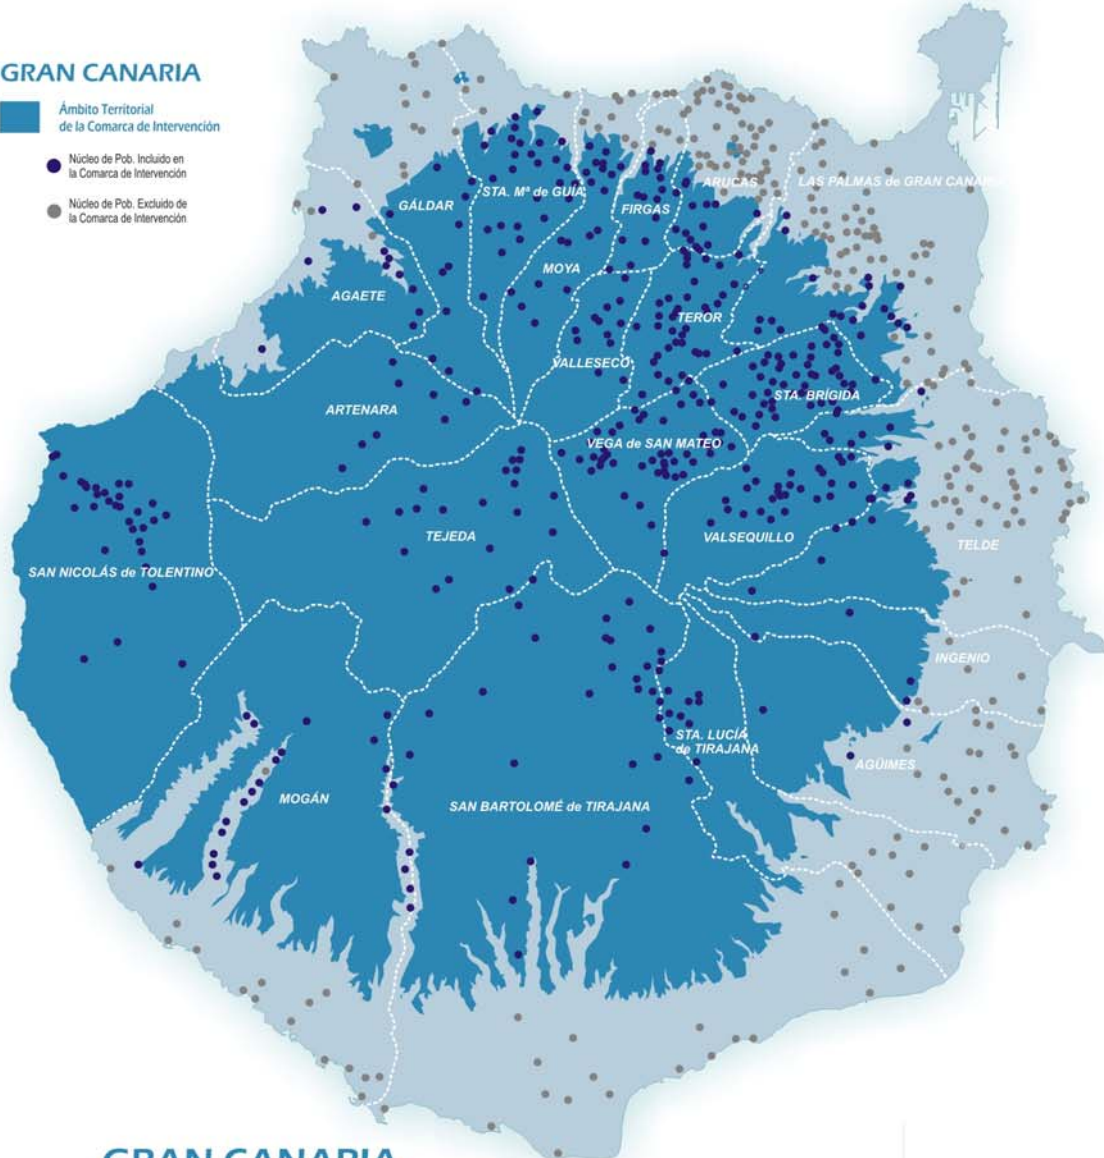 GRAN CANARIA
Ámbito Territorial
de la Comarca de Intervención
Núcleo de Pob. Incluido en
la Comarca de Intervención
Núcleo de Pob. Excluido de
la Comarca de Intervención
STA. Mª de GUÍA
GÁLDAR
FIRGAS
ARUCAS
LAS PALMAS de GRAN CANARIA
MOYA
AGAETE
TEROR
VALLESECO
ARTENARA
STA. BRÍGIDA
VEGA de SAN MATEO
TEJEDA
VALSEQUILLO
TELDE
SAN NICOLÁS de TOLENTINO
INGENIO
STA. LUCÍA
de TIRAJANA
AGÜIMES
MOGÁN
SAN BARTOLOMÉ de TIRAJANA
GRAN CANARIA